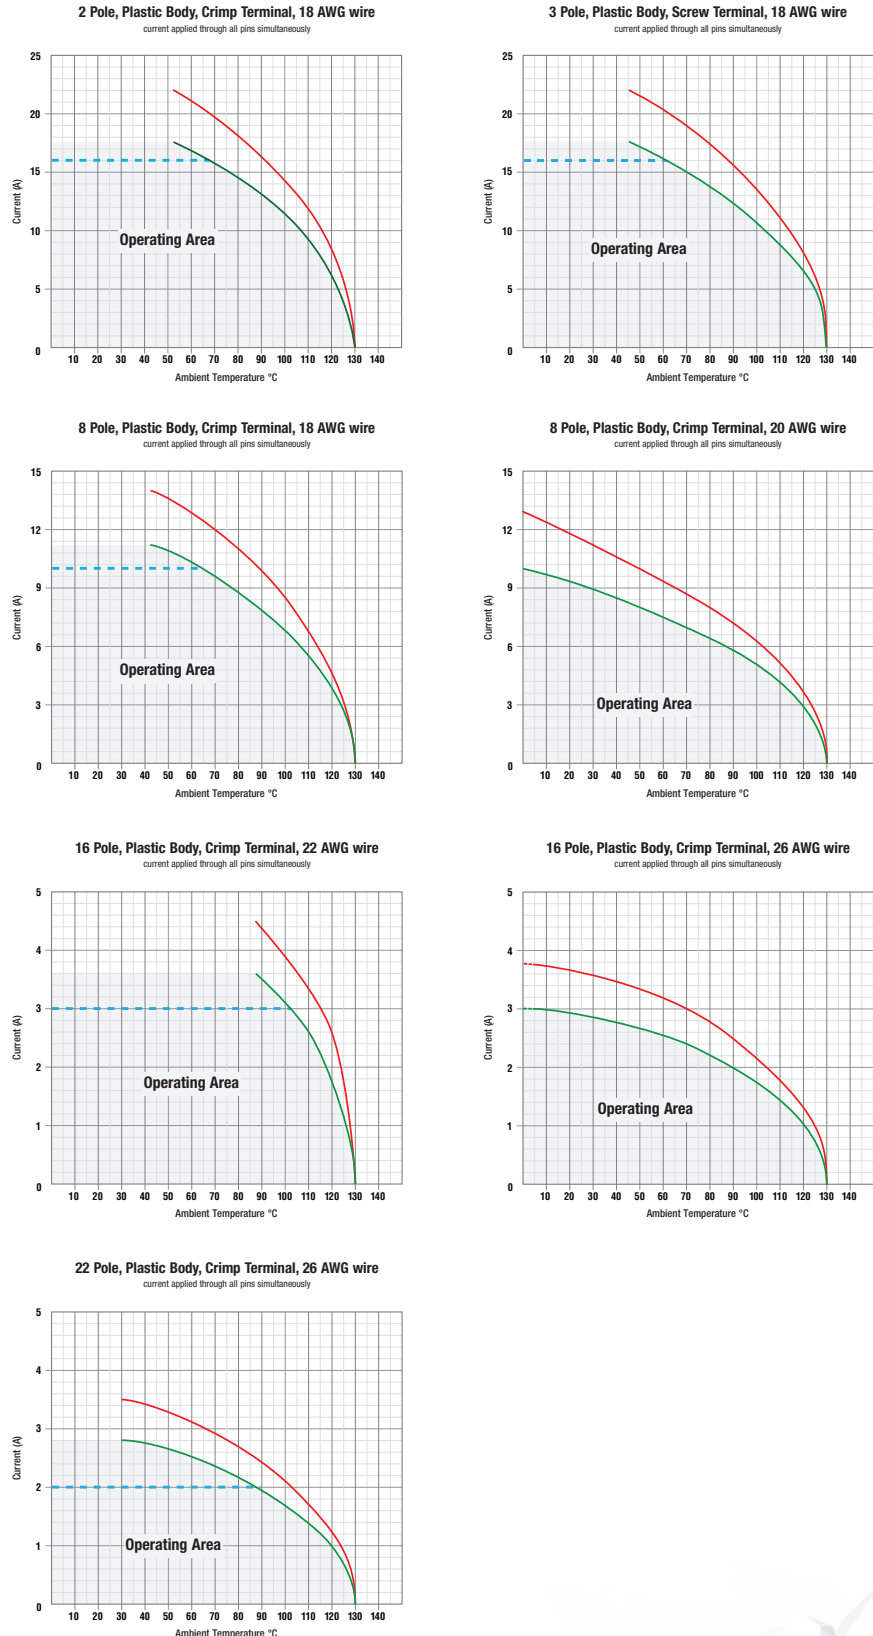 2 Pole, Plastic Body, Crimp Terminal, 18 AWG wire
current applied through all pins simultaneously
25
20
15
10
5
0
Current (A)
Operating Area
10 20 30 40 50 60 70 80 90 100 110 120 130 140
Ambient Temperature °C
3 Pole, Plastic Body, Screw Terminal, 18 AWG wire
current applied through all pins simultaneously
25
20
15
10
5
0
Current (A)
Operating Area
10 20 30 40 50 60 70 80 90 100 110 120 130 140
Ambient Temperature °C
8 Pole, Plastic Body, Crimp Terminal, 18 AWG wire
current applied through all pins simultaneously
15
12
9
6
3
0
Current (A)
Operating Area
10 20 30 40 50 60 70 80 90 100 110 120 130 140
Ambient Temperature °C
8 Pole, Plastic Body, Crimp Terminal, 20 AWG wire
current applied through all pins simultaneously
15
12
9
6
3
0
Current (A)
Operating Area
10 20 30 40 50 60 70 80 90 100 110 120 130 140
Ambient Temperature °C
16 Pole, Plastic Body, Crimp Terminal, 22 AWG wire
current applied through all pins simultaneously
5
4
3
2
1
0
Current (A)
Operating Area
10 20 30 40 50 60 70 80 90 100 110 120 130 140
Ambient Temperature °C
16 Pole, Plastic Body, Crimp Terminal, 26 AWG wire
current applied through all pins simultaneously
5
4
3
2
1
0
Current (A)
Operating Area
10 20 30 40 50 60 70 80 90 100 110 120 130 140
Ambient Temperature °C
22 Pole, Plastic Body, Crimp Terminal, 26 AWG wire
current applied through all pins simultaneously
5
4
3
2
1
0
Current (A)
Operating Area
10 20 30 40 50 60 70 80 90 100 110 120 130 140
Ambient Temperature °C